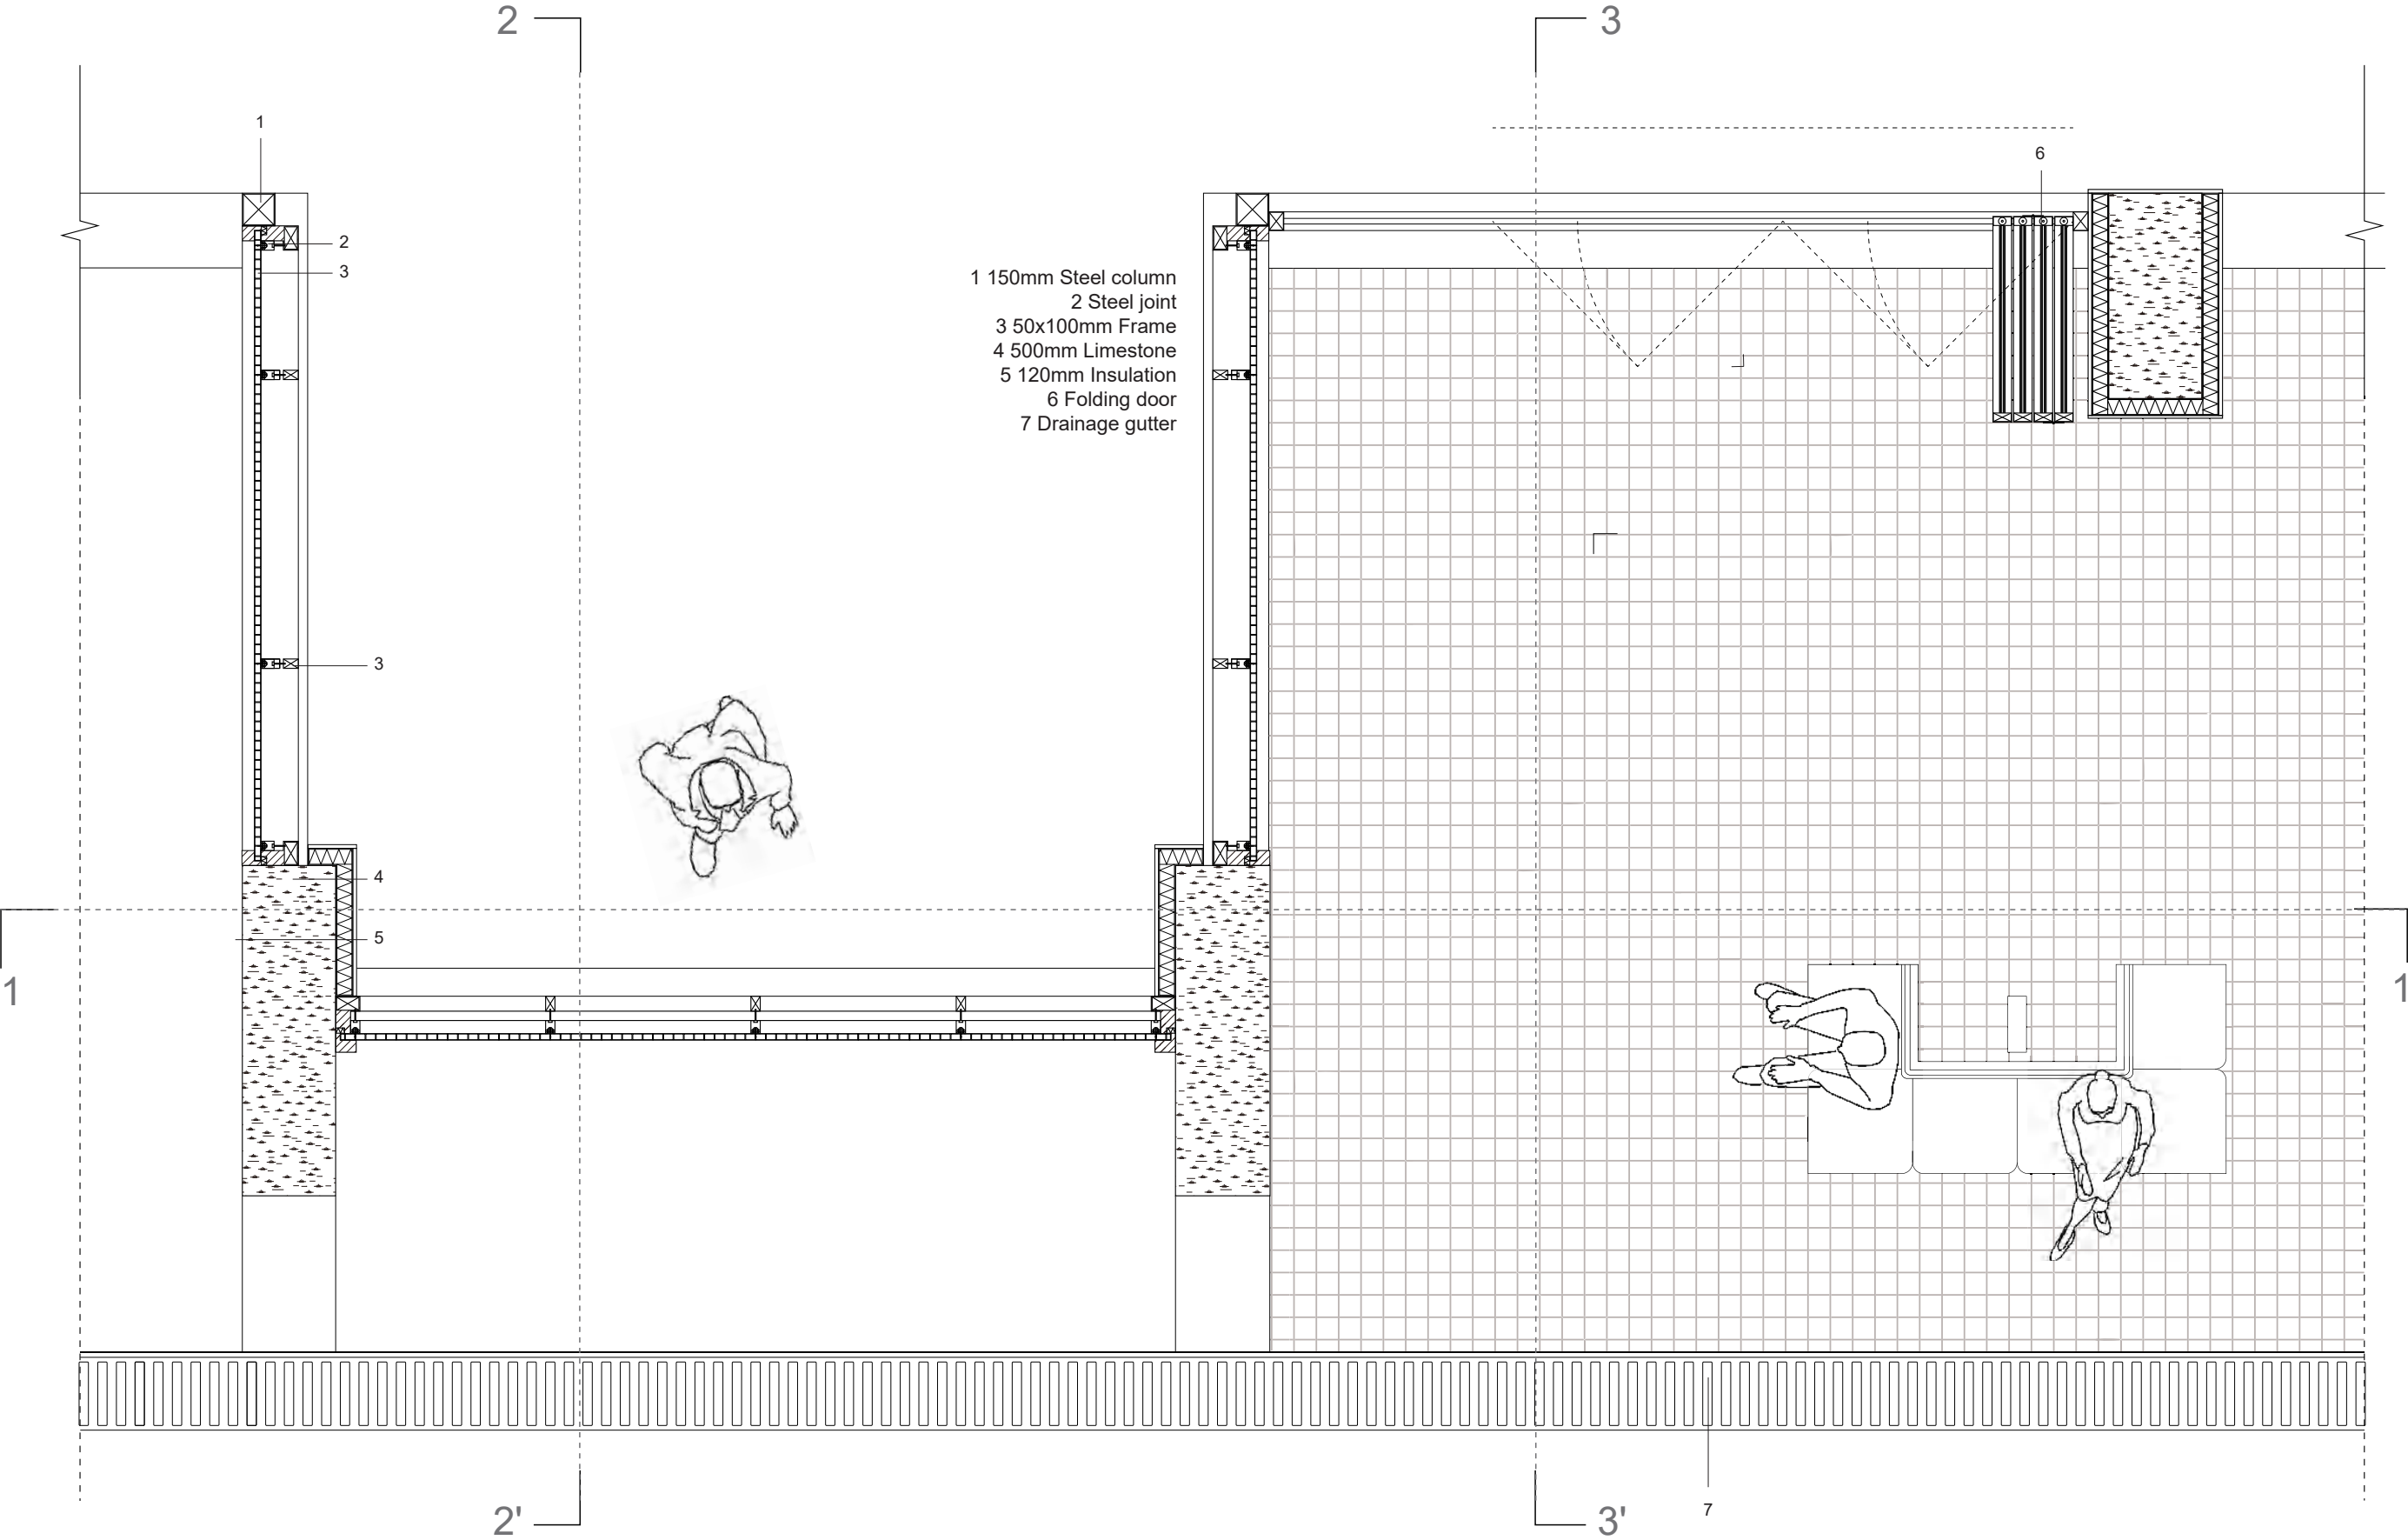 2
3
1
6
2
3
1 150mm Steel column
2 Steel joint
3 50x100mm Frame
4 500mm Limestone
5 120mm Insulation
6 Folding door
7 Drainage gutter
3
4
5
1
1
7
2'
3'